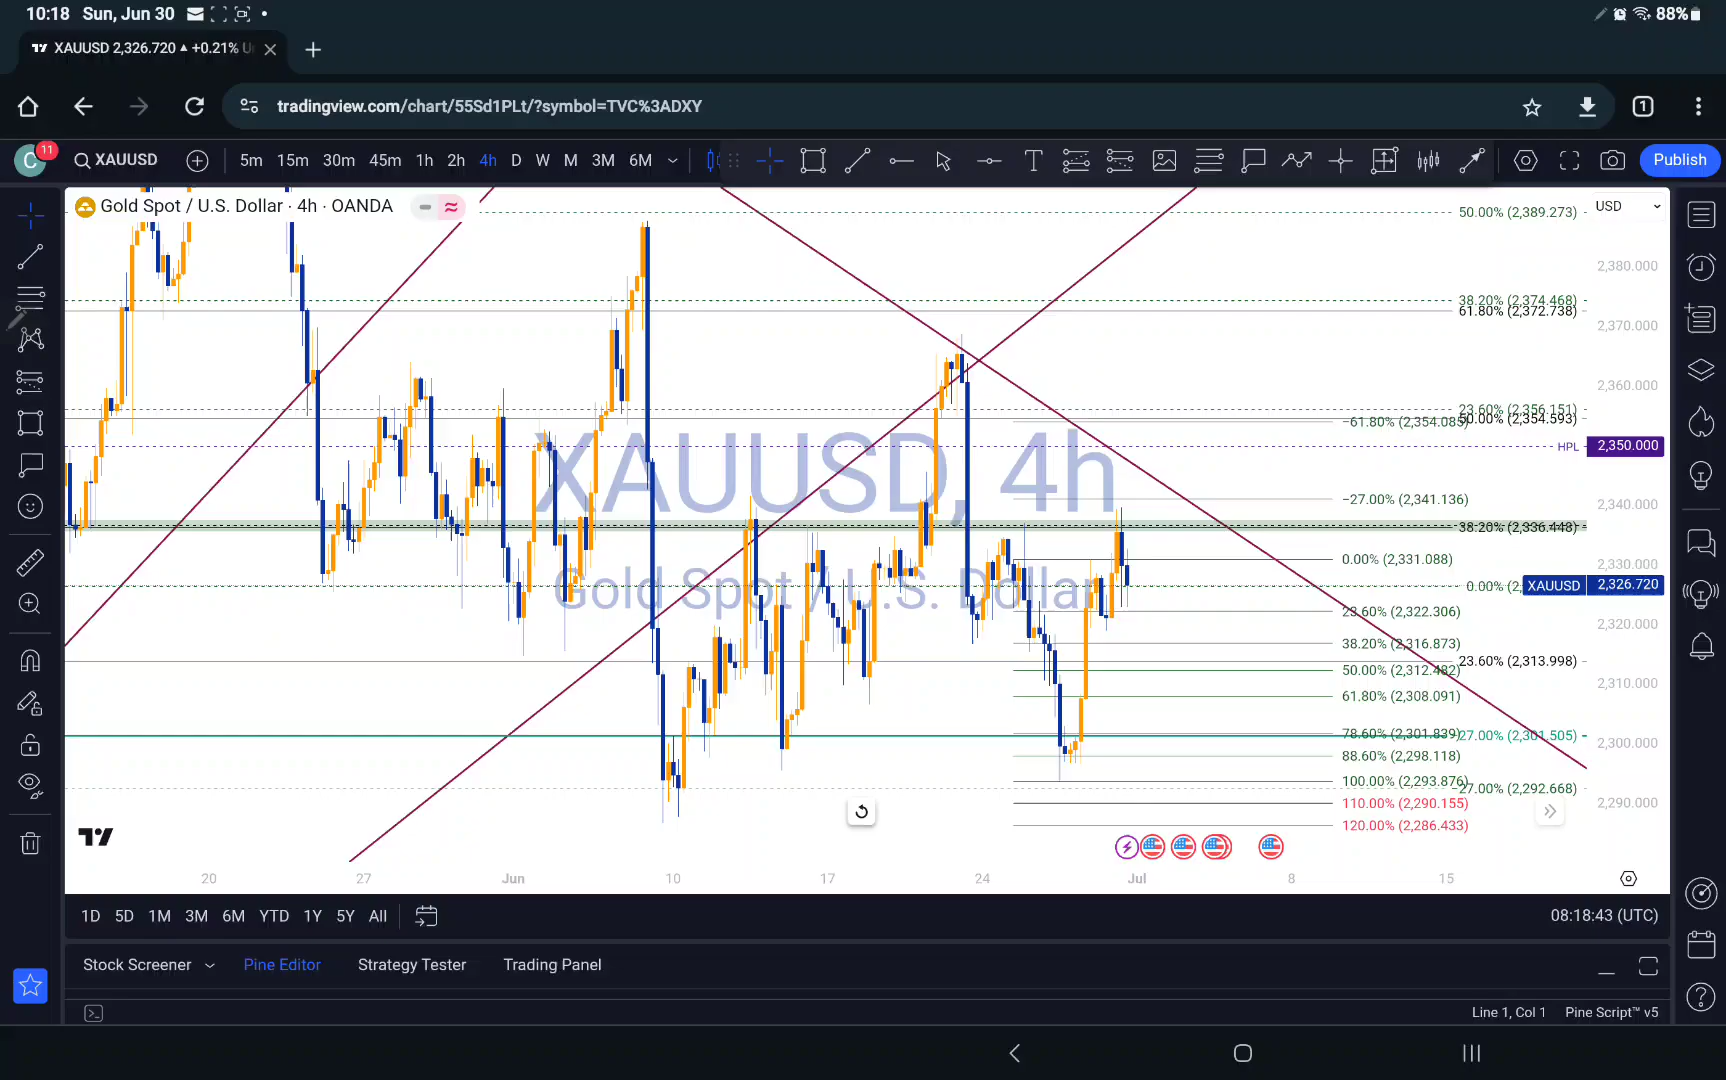 10:18 Sun, Jun 30
88%
XAUUSD 2,326.720 ▲ +0.21%
tradingview.com/chart/55Sd1PLt/?symbol=TVC%3ADXY
1
C 11 XAUUSD 5m 15m 30m 45m 1h 2h 4h D W M 3M 6M
T
Publish
Gold Spot / U.S. Dollar · 4h · OANDA
USD
50.00% (2,389.273)
2,380.000
38.20% (2,374.468)
61.80% (2,372.738)
2,370.000
2,360.000
23.60% (2,356.151)
50.00% (2,354.593)
−61.80% (2,354.085)
HPL 2,350.000
XAUUSD, 4h
−27.00% (2,341.136)
2,340.000
38.20% (2,336.448)
0.00% (2,331.088)
2,330.000
Gold Spot / U.S. Dollar
0.00% (2, XAUUSD 2,326.720
23.60% (2,322.306)
2,320.000
38.20% (2,316.873)
23.60% (2,313.998)
50.00% (2,312.482)
2,310.000
61.80% (2,308.091)
78.60% (2,301.839)
27.00% (2,301.505)
2,300.000
88.60% (2,298.118)
100.00% (2,293.876)
−27.00% (2,292.668)
110.00% (2,290.155)
2,290.000
120.00% (2,286.433)
20 27 Jun 10 17 24 Jul 8 15
1D 5D 1M 3M 6M YTD 1Y 5Y All
08:18:43 (UTC)
Stock Screener Pine Editor Strategy Tester Trading Panel
Line 1, Col 1 Pine Script™ v5